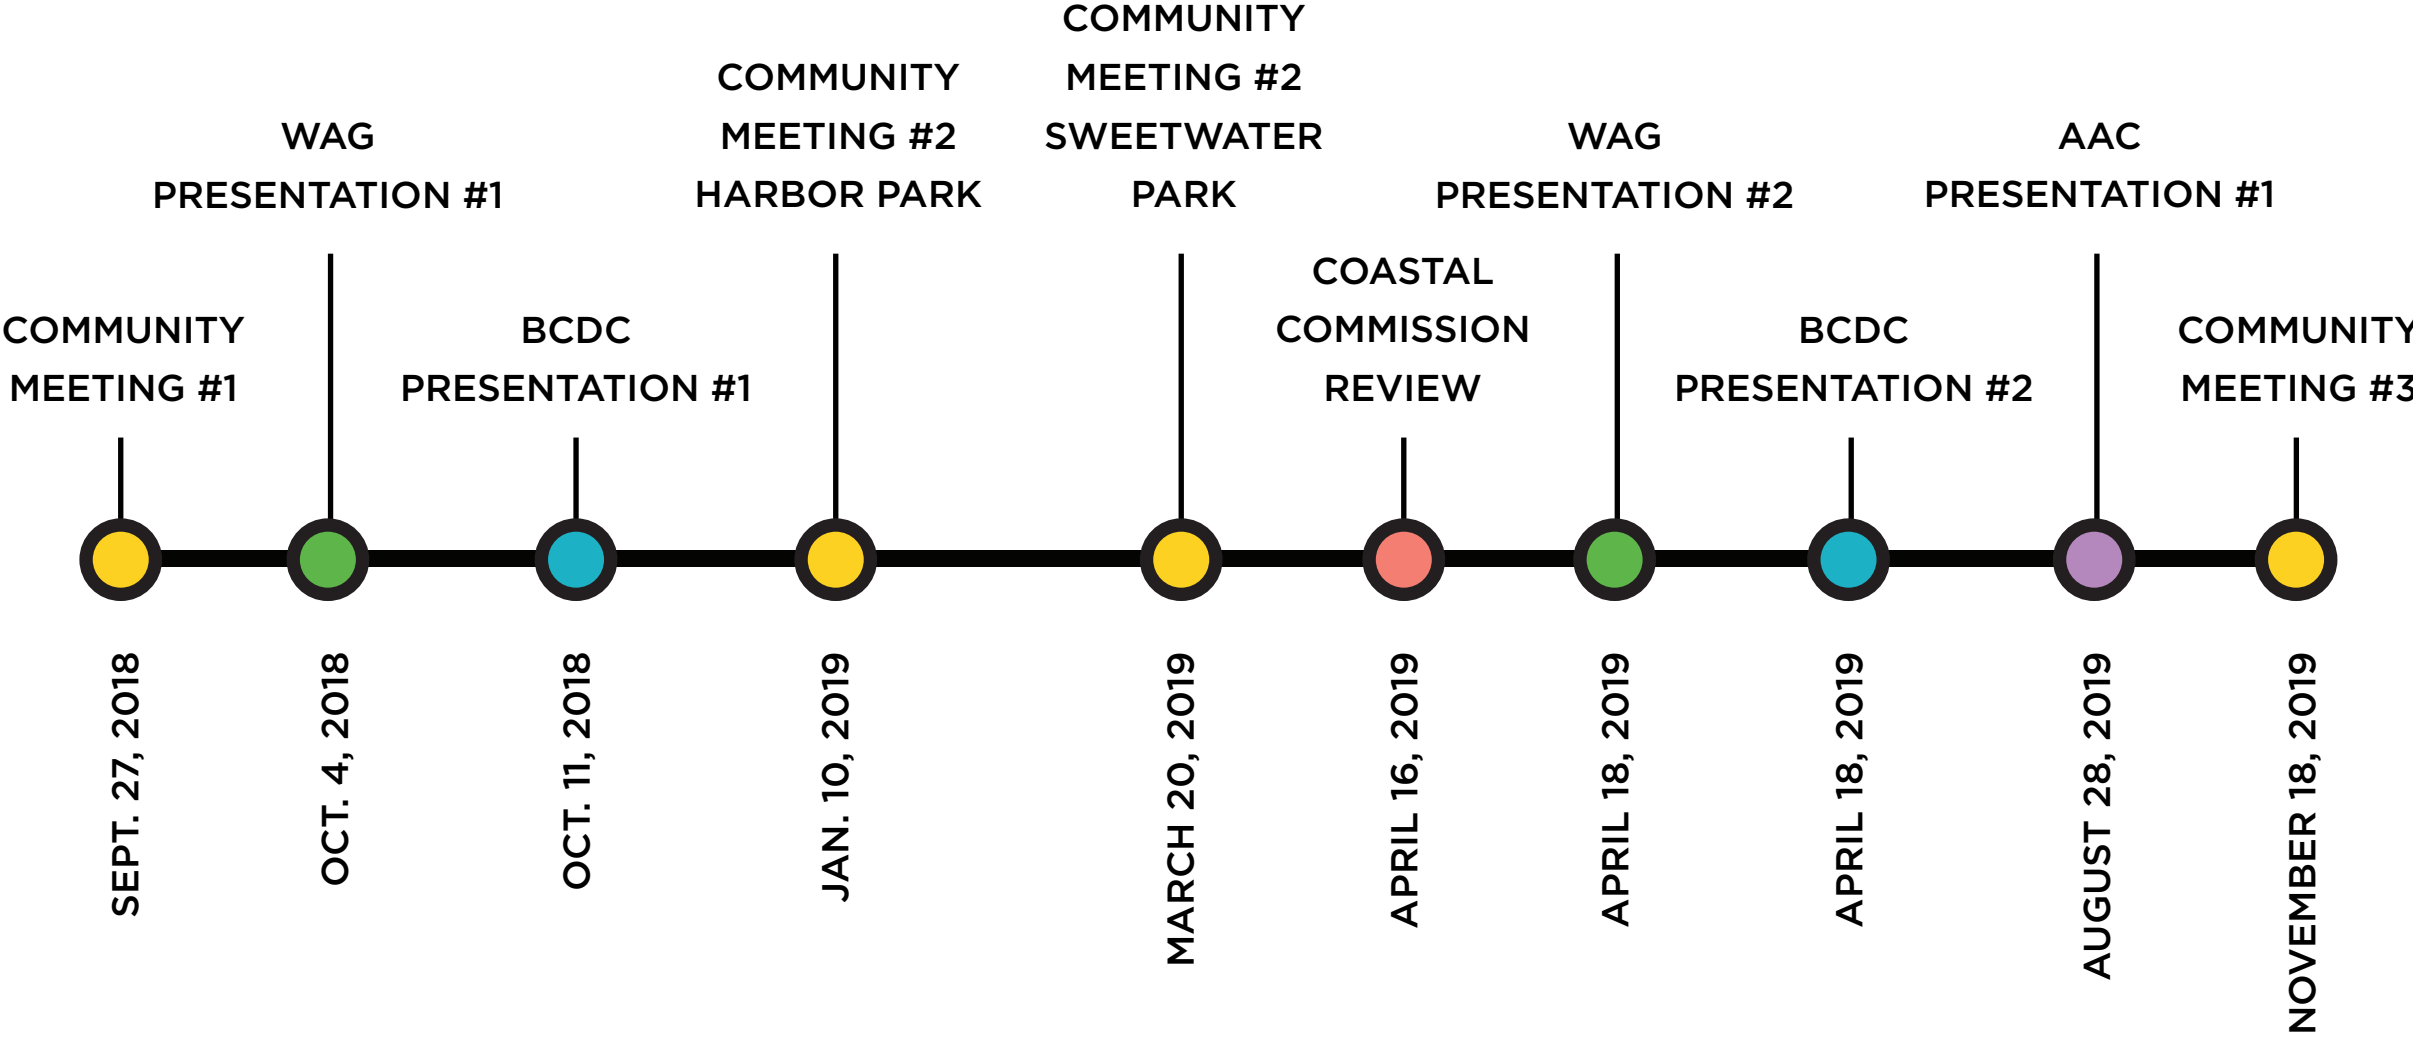 COMMUNITY
MEETING #1
SEPT. 27, 2018
WAG
PRESENTATION #1
OCT. 4, 2018
BCDC
PRESENTATION #1
OCT. 11, 2018
COMMUNITY
MEETING #2
HARBOR PARK
JAN. 10, 2019
COMMUNITY
MEETING #2
SWEETWATER
PARK
MARCH 20, 2019
COASTAL
COMMISSION
REVIEW
APRIL 16, 2019
WAG
PRESENTATION #2
APRIL 18, 2019
BCDC
PRESENTATION #2
APRIL 18, 2019
AAC
PRESENTATION #1
AUGUST 28, 2019
COMMUNITY
MEETING #3
NOVEMBER 18, 2019